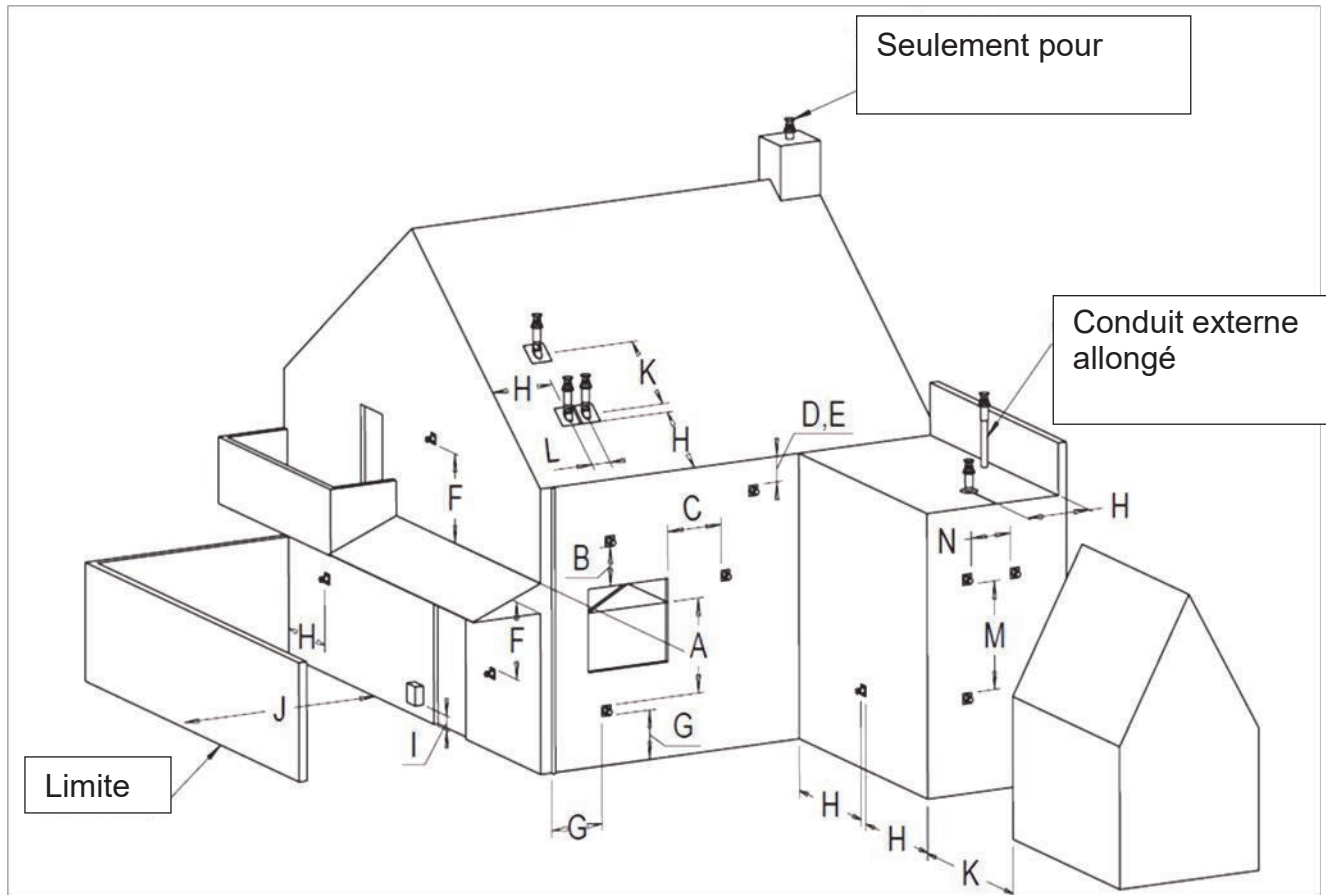 Seulement pour
Conduit externe
allongé
K
H
D,E
H
L
C
H
F
N
B
M
H
F
A
J
G
I
Limite
G
H
H
K